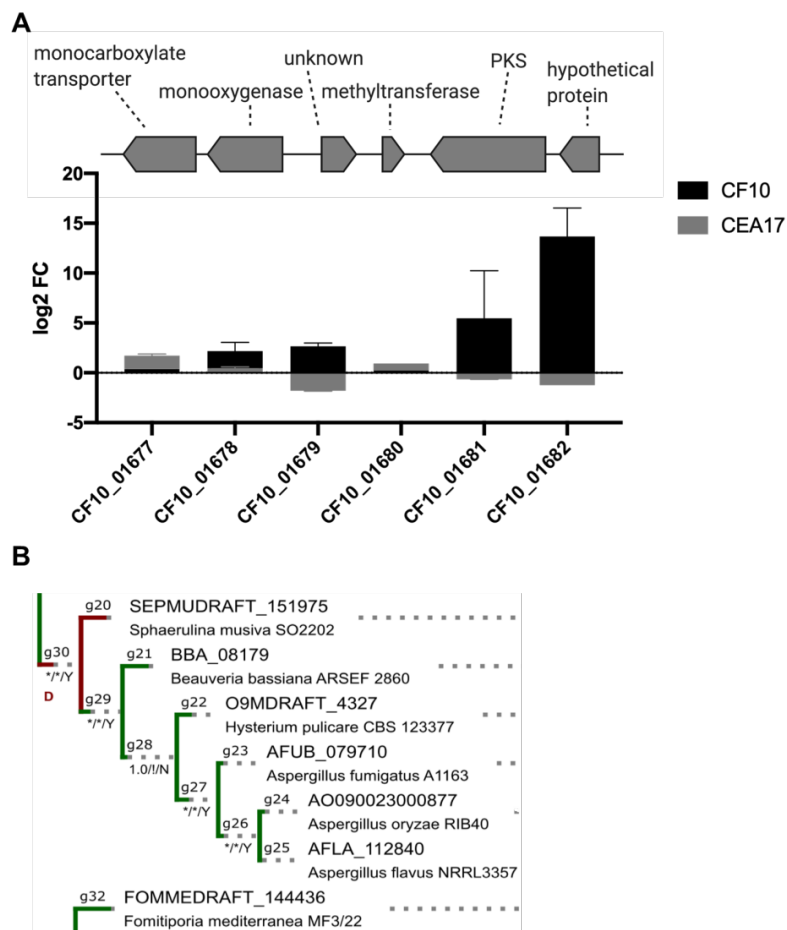 A
monocarboxylate
transporter
monooxygenase
unknown
methyltransferase
PKS
hypothetical
protein
20
15
10
5
0
-5
log2 FC
CF10
CEA17
CF10_01677
CF10_01678
CF10_01679
CF10_01680
CF10_01681
CF10_01682
B
g20 SEPMUDRAFT_151975
Sphaerulina musiva SO2202
g30
*/*/Y
D
g21 BBA_08179
Beauveria bassiana ARSEF 2860
g29
*/*/Y
g22 O9MDRAFT_4327
Hysterium pulicare CBS 123377
g28
1.0/!/N
g23 AFUB_079710
Aspergillus fumigatus A1163
g27
*/*/Y
g24 AO090023000877
Aspergillus oryzae RIB40
g26
*/*/Y
g25 AFLA_112840
Aspergillus flavus NRRL3357
g32 FOMMEDRAFT_144436
Fomitiporia mediterranea MF3/22